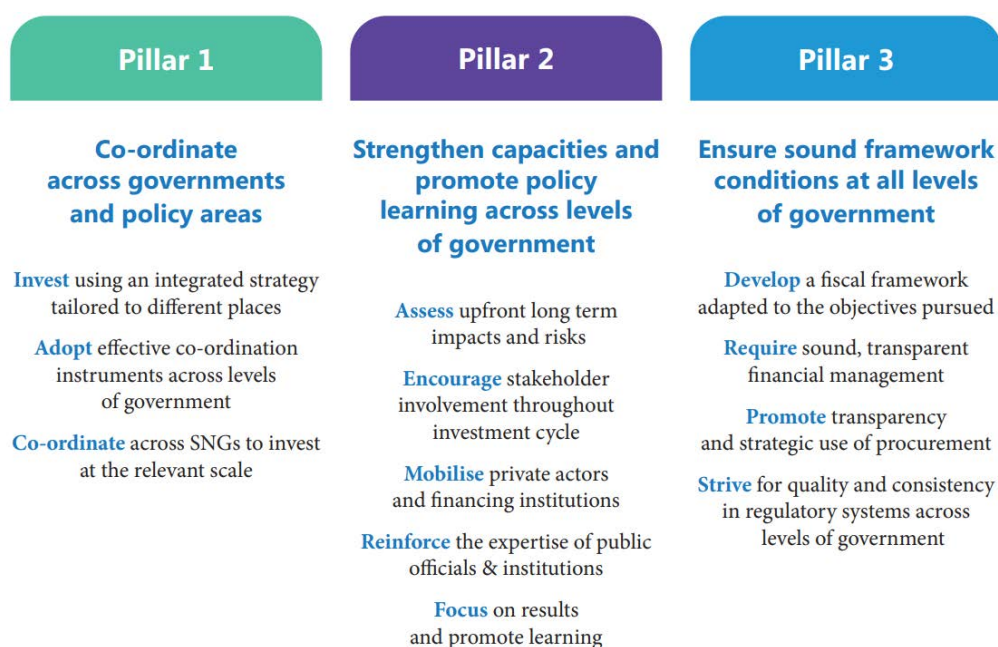 Pillar 1
Co-ordinate
across governments
and policy areas
Invest using an integrated strategy
tailored to different places
Adopt effective co-ordination
instruments across levels
of government
Co-ordinate across SNGs to invest
at the relevant scale
Pillar 2
Strengthen capacities and
promote policy
learning across levels
of government
Assess upfront long term
impacts and risks
Encourage stakeholder
involvement throughout
investment cycle
Mobilise private actors
and financing institutions
Reinforce the expertise of public
officials & institutions
Focus on results
and promote learning
Pillar 3
Ensure sound framework
conditions at all levels
of government
Develop a fiscal framework
adapted to the objectives pursued
Require sound, transparent
financial management
Promote transparency
and strategic use of procurement
Strive for quality and consistency
in regulatory systems across
levels of government